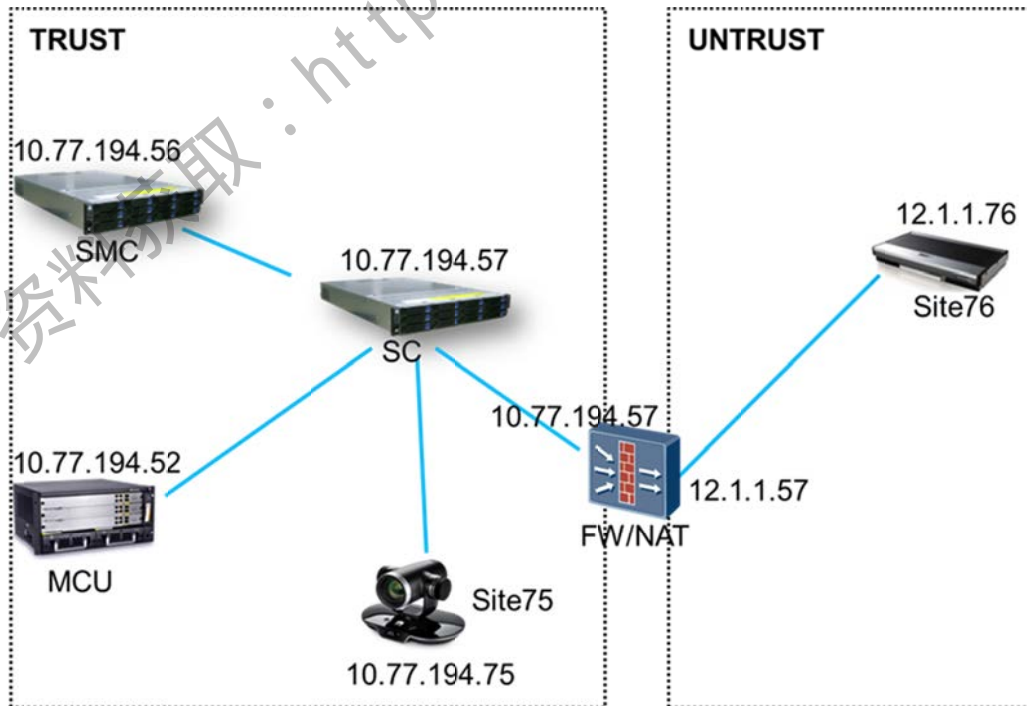 TRUST
UNTRUST
资料获取:http
10.77.194.56
SMC
10.77.194.57
SC
12.1.1.76
Site76
10.77.194.57
12.1.1.57
FW/NAT
10.77.194.52
MCU
Site75
10.77.194.75